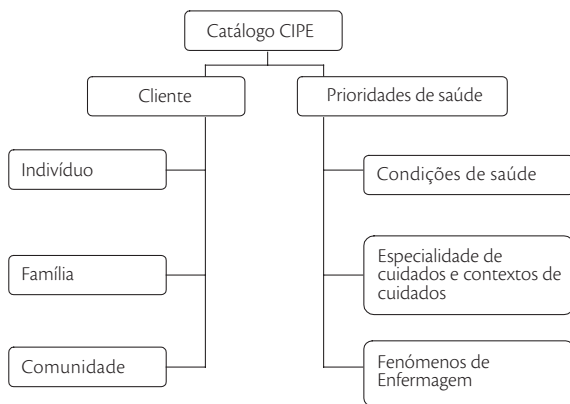 Catálogo CIPE
Cliente
Prioridades de saúde
Indivíduo
Condições de saúde
Família
Especialidade de
cuidados e contextos de
cuidados
Comunidade
Fenómenos de
Enfermagem